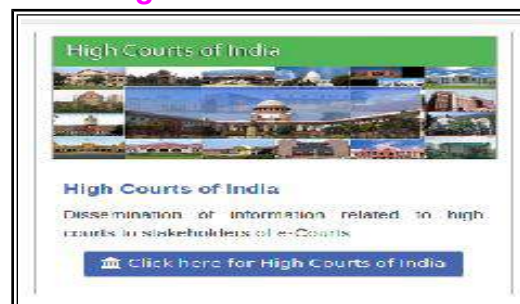 High Courts of India
High Courts of India
Dissemination of information related to high
courts to stakeholders of e-Courts
Click here for High Courts of India